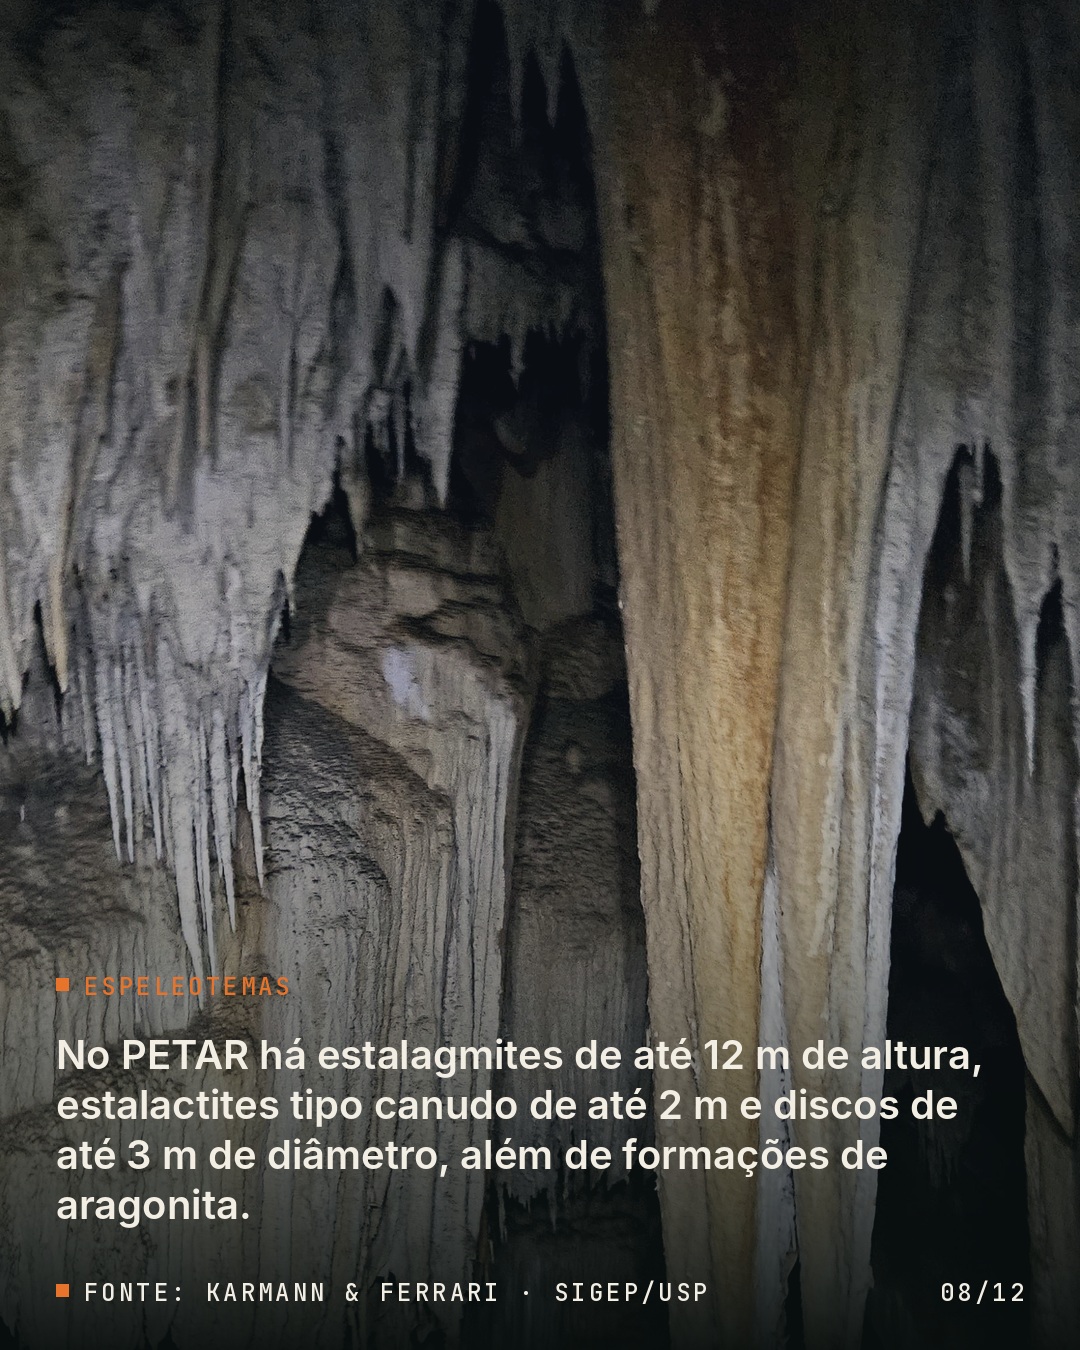 ESPELEOTEMAS
No PETAR há estalagmites de até 12 m de altura,
estalactites tipo canudo de até 2 m e discos de
até 3 m de diâmetro, além de formações de
aragonita.
FONTE: KARMANN & FERRARI · SIGEP/USP 08/12